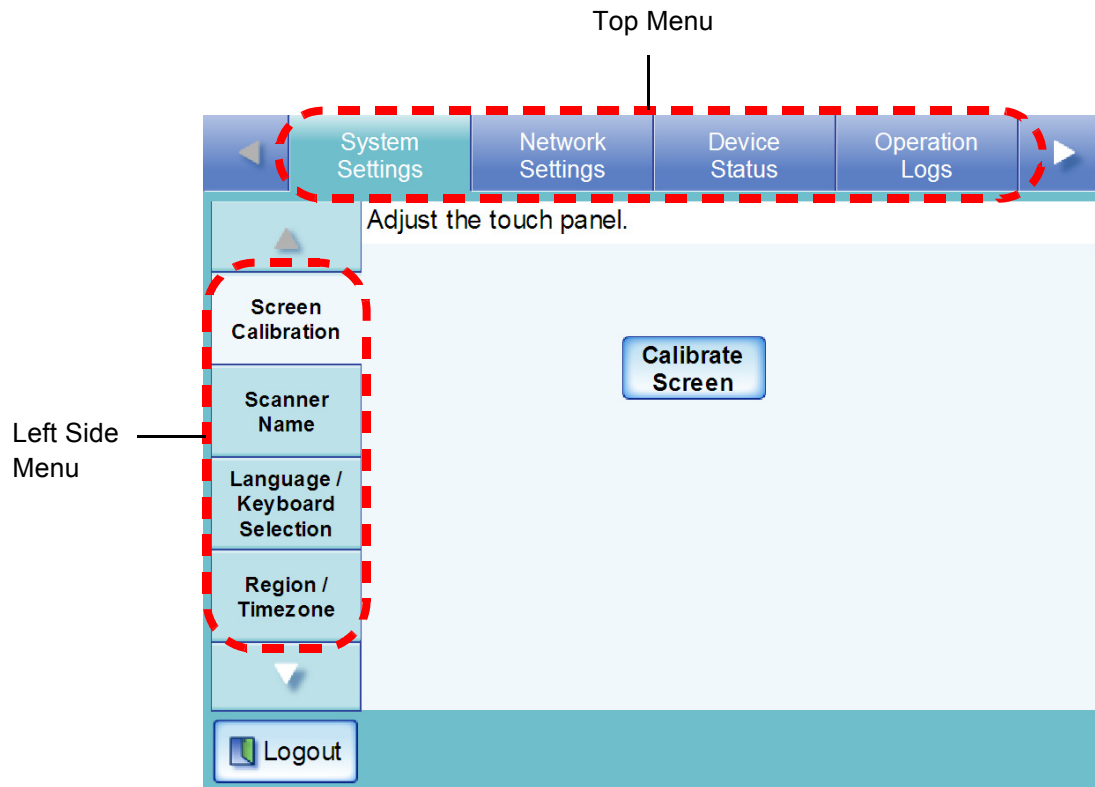 Top Menu
System
Settings
Network
Settings
Device
Status
Operation
Logs
Adjust the touch panel.
Screen
Calibration
Scanner
Name
Language /
Keyboard
Selection
Region /
Timezone
Calibrate
Screen
Left Side
Menu
Logout